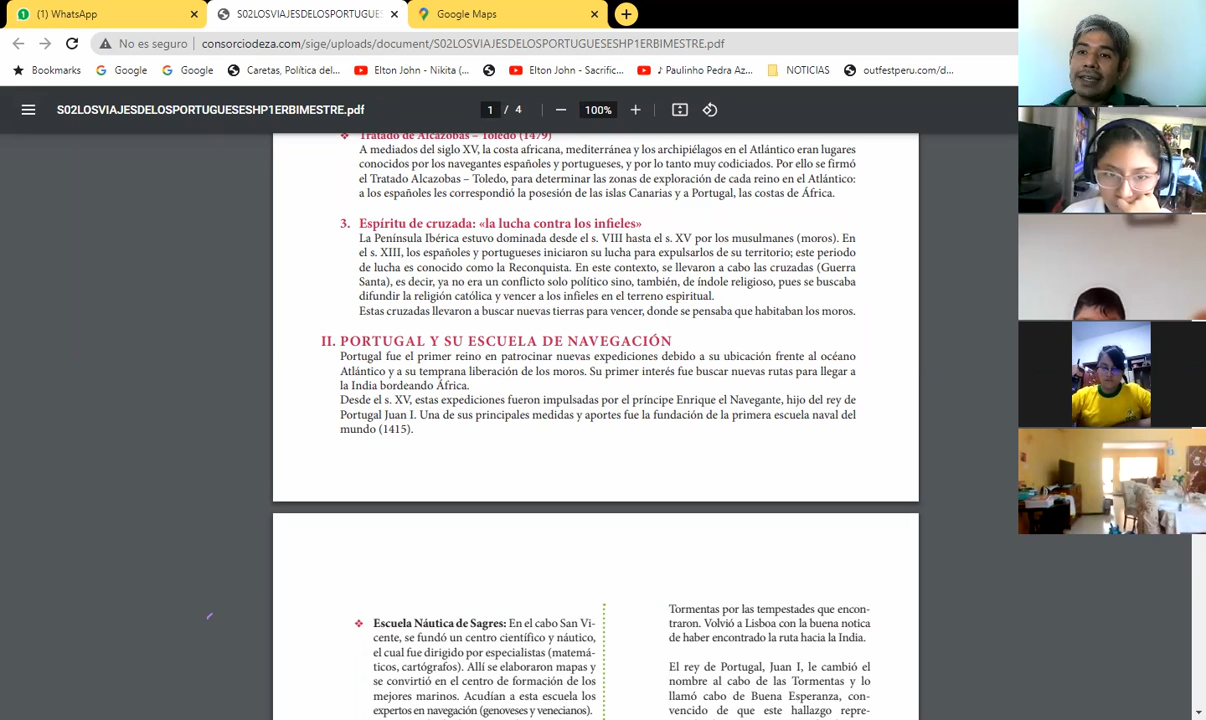 (1) WhatsApp
S02LOSVIAJESDELOSPORTUGUES
Google Maps
No es seguro
consorciodeza.com/sige/uploads/document/S02LOSVIAJESDELOSPORTUGUESESHP1ERBIMESTRE.pdf
Bookmarks
Google
Google
Caretas, Política del...
Elton John - Nikita (...
Elton John - Sacrific...
♪ Paulinho Pedra Az...
NOTICIAS
outfestperu.com/d...
S02LOSVIAJESDELOSPORTUGUESESHP1ERBIMESTRE.pdf
1 / 4
100%
Tratado de Alcazobas – Toledo (1479)
A mediados del siglo XV, la costa africana, mediterránea y los archipiélagos en el Atlántico eran lugares
conocidos por los navegantes españoles y portugueses, y por lo tanto muy codiciados. Por ello se firmó
el Tratado Alcazobas – Toledo, para determinar las zonas de exploración de cada reino en el Atlántico:
a los españoles les correspondió la posesión de las islas Canarias y a Portugal, las costas de África.
3. Espíritu de cruzada: «la lucha contra los infieles»
La Península Ibérica estuvo dominada desde el s. VIII hasta el s. XV por los musulmanes (moros). En
el s. XIII, los españoles y portugueses iniciaron su lucha para expulsarlos de su territorio; este periodo
de lucha es conocido como la Reconquista. En este contexto, se llevaron a cabo las cruzadas (Guerra
Santa), es decir, ya no era un conflicto solo político sino, también, de índole religioso, pues se buscaba
difundir la religión católica y vencer a los infieles en el terreno espiritual.
Estas cruzadas llevaron a buscar nuevas tierras para vencer, donde se pensaba que habitaban los moros.
II. PORTUGAL Y SU ESCUELA DE NAVEGACIÓN
Portugal fue el primer reino en patrocinar nuevas expediciones debido a su ubicación frente al océano
Atlántico y a su temprana liberación de los moros. Su primer interés fue buscar nuevas rutas para llegar a
la India bordeando África.
Desde el s. XV, estas expediciones fueron impulsadas por el príncipe Enrique el Navegante, hijo del rey de
Portugal Juan I. Una de sus principales medidas y aportes fue la fundación de la primera escuela naval del
mundo (1415).
Escuela Náutica de Sagres: En el cabo San Vi-
cente, se fundó un centro científico y náutico,
el cual fue dirigido por especialistas (matemá-
ticos, cartógrafos). Allí se elaboraron mapas y
se convirtió en el centro de formación de los
mejores marinos. Acudían a esta escuela los
expertos en navegación (genoveses y venecianos).
Tormentas por las tempestades que encon-
traron. Volvió a Lisboa con la buena notica
de haber encontrado la ruta hacia la India.
El rey de Portugal, Juan I, le cambió el
nombre al cabo de las Tormentas y lo
llamó cabo de Buena Esperanza, con-
vencido de que este hallazgo repre-